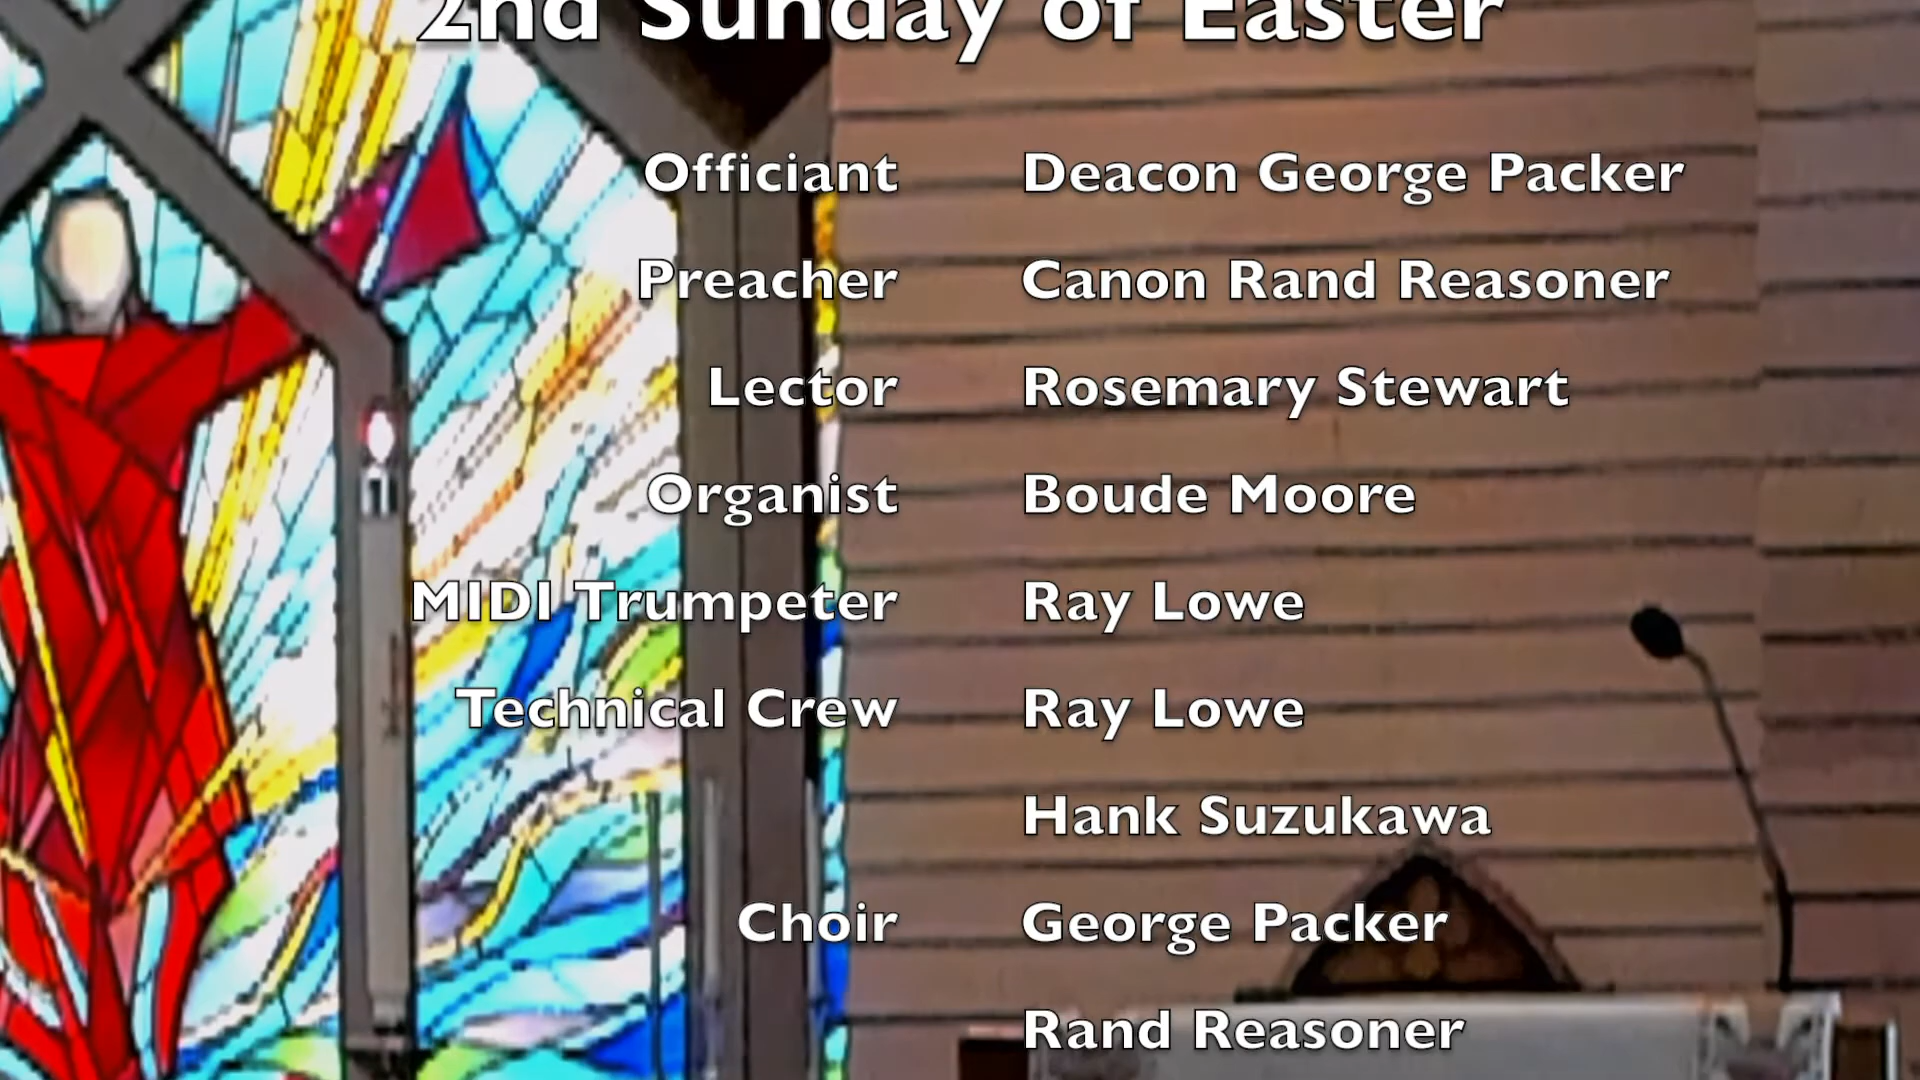 2nd Sunday of Easter
Officiant Deacon George Packer
Preacher Canon Rand Reasoner
Lector Rosemary Stewart
Organist Boude Moore
MIDI Trumpeter Ray Lowe
Technical Crew Ray Lowe
Hank Suzukawa
Choir George Packer
Rand Reasoner